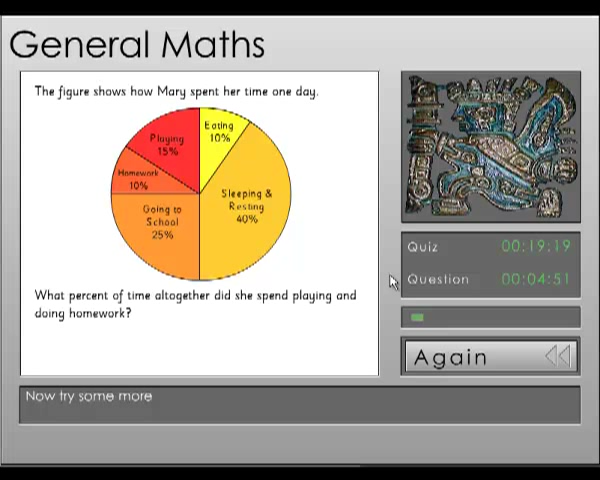 General Maths
The figure shows how Mary spent her time one day.
Playing
15%
Eating
10%
Homework
10%
Sleeping &
Resting
40%
Going to
School
25%
What percent of time altogether did she spend playing and
doing homework?
Quiz 00:19:19
Question 00:04:51
Again
Now try some more